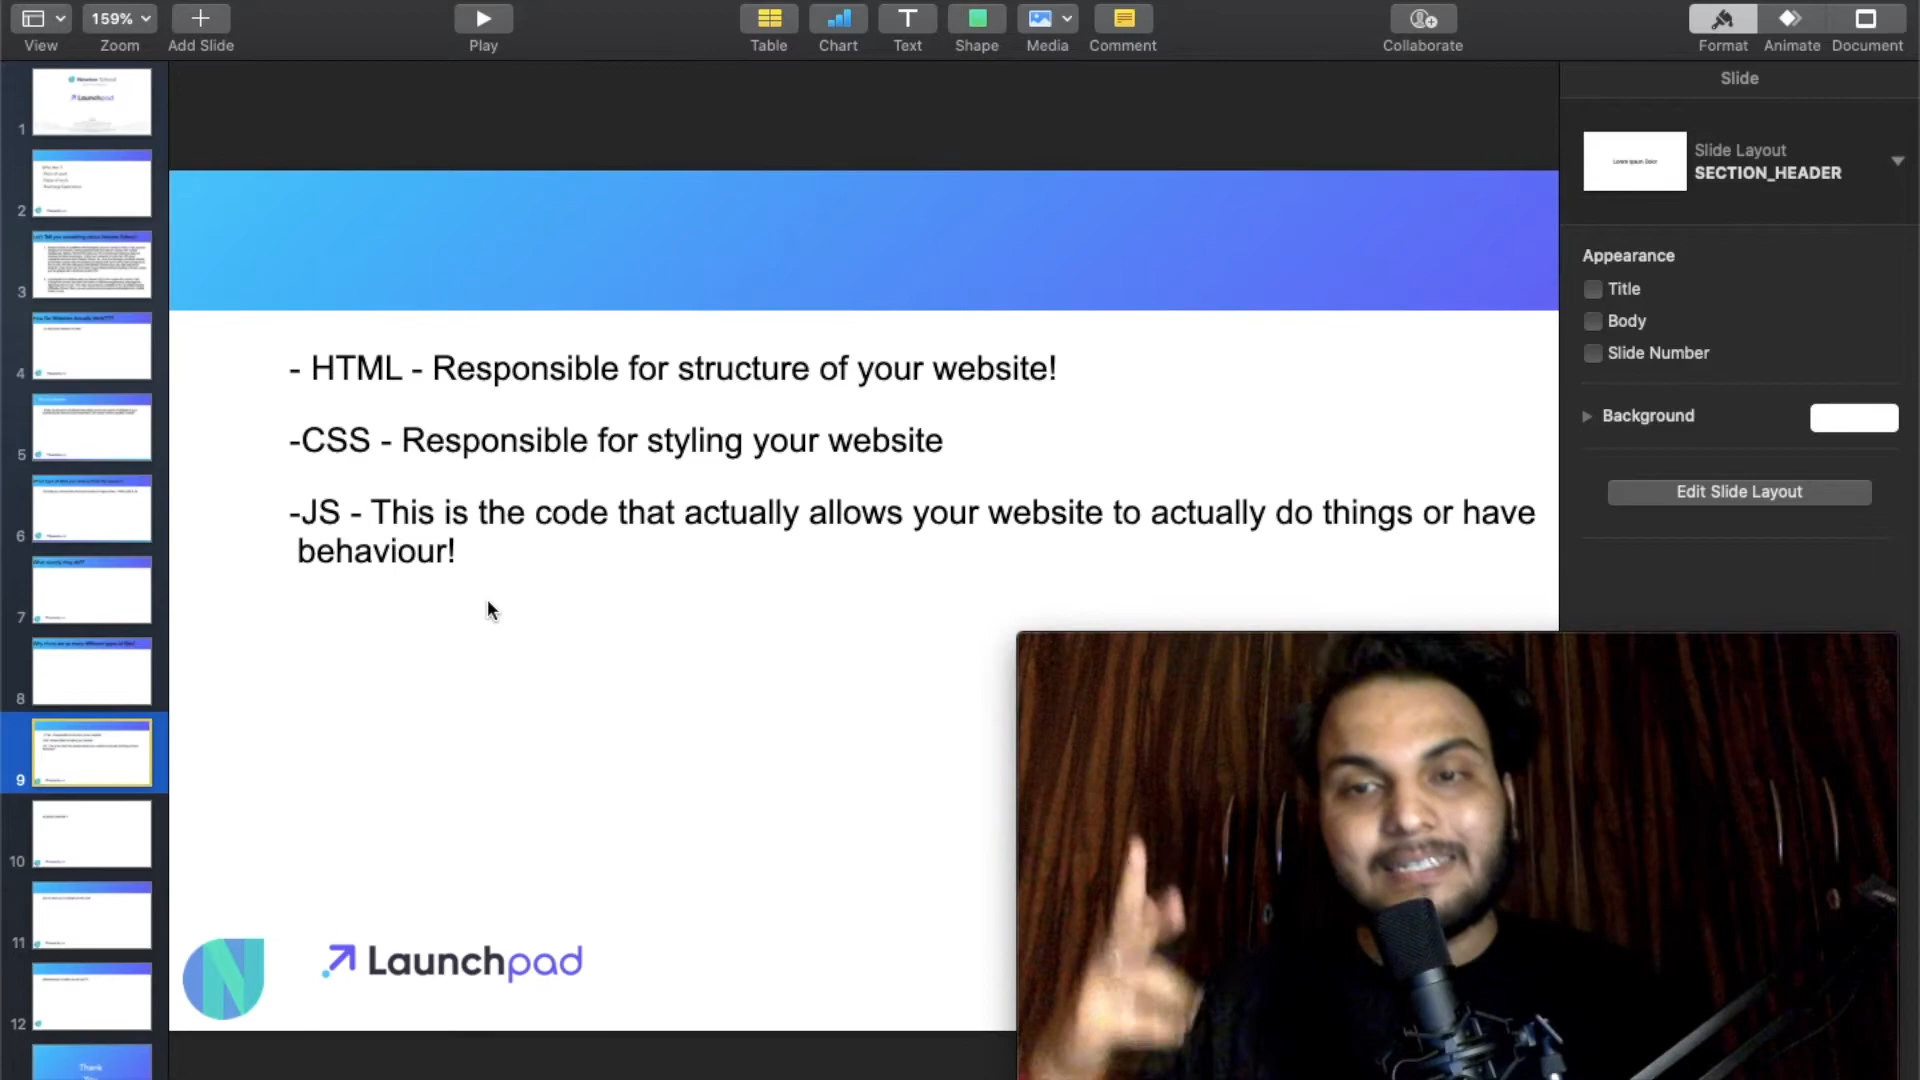 159%
View
Zoom
Add Slide
Play
Table
Chart
Text
Shape
Media
Comment
Collaborate
Format
Animate
Document
Slide
Slide Layout
SECTION_HEADER
Appearance
Title
Body
Slide Number
Background
Edit Slide Layout
1
2
3
4
5
6
7
8
9
10
11
12
Launchpad
Thank
You
- HTML - Responsible for structure of your website!
-CSS - Responsible for styling your website
-JS - This is the code that actually allows your website to actually do things or have
behaviour!
N
Launchpad